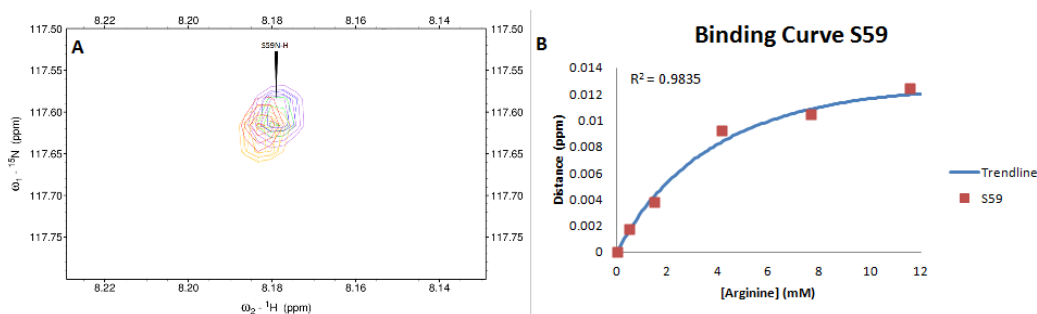 8.22 8.20 8.18 8.16 8.14
117.50 117.50
A
S59N-H
117.55 117.55
117.60 117.60
117.65 117.65
117.70 117.70
117.75 117.75
ω₁ - ¹⁵N (ppm)
8.22 8.20 8.18 8.16 8.14
ω₂ - ¹H (ppm)
B
Binding Curve S59
R² = 0.9835
0.014
0.012
0.01
0.008
0.006
0.004
0.002
0
Distance (ppm)
0 2 4 6 8 10 12
[Arginine] (mM)
Trendline
S59